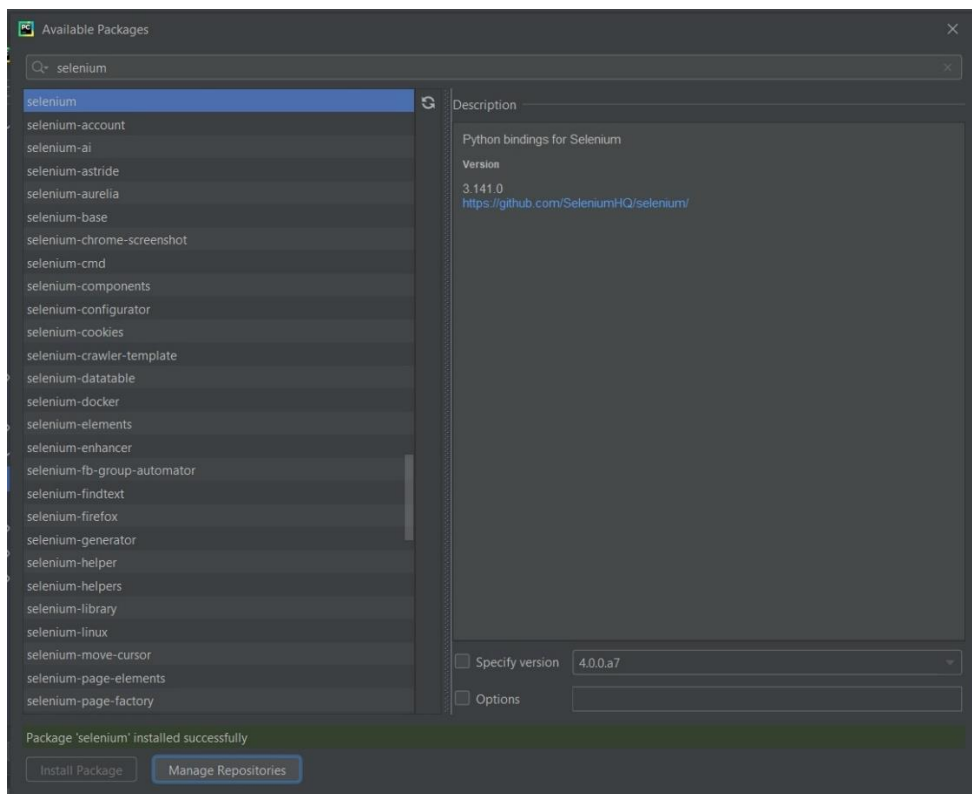 PC Available Packages
selenium
selenium
selenium-account
selenium-ai
selenium-astride
selenium-aurelia
selenium-base
selenium-chrome-screenshot
selenium-cmd
selenium-components
selenium-configurator
selenium-cookies
selenium-crawler-template
selenium-datatable
selenium-docker
selenium-elements
selenium-enhancer
selenium-fb-group-automator
selenium-findtext
selenium-firefox
selenium-generator
selenium-helper
selenium-helpers
selenium-library
selenium-linux
selenium-move-cursor
selenium-page-elements
selenium-page-factory
Description
Python bindings for Selenium
Version
3.141.0
https://github.com/SeleniumHQ/selenium/
Specify version 4.0.0.a7
Options
Package 'selenium' installed successfully
Install Package Manage Repositories